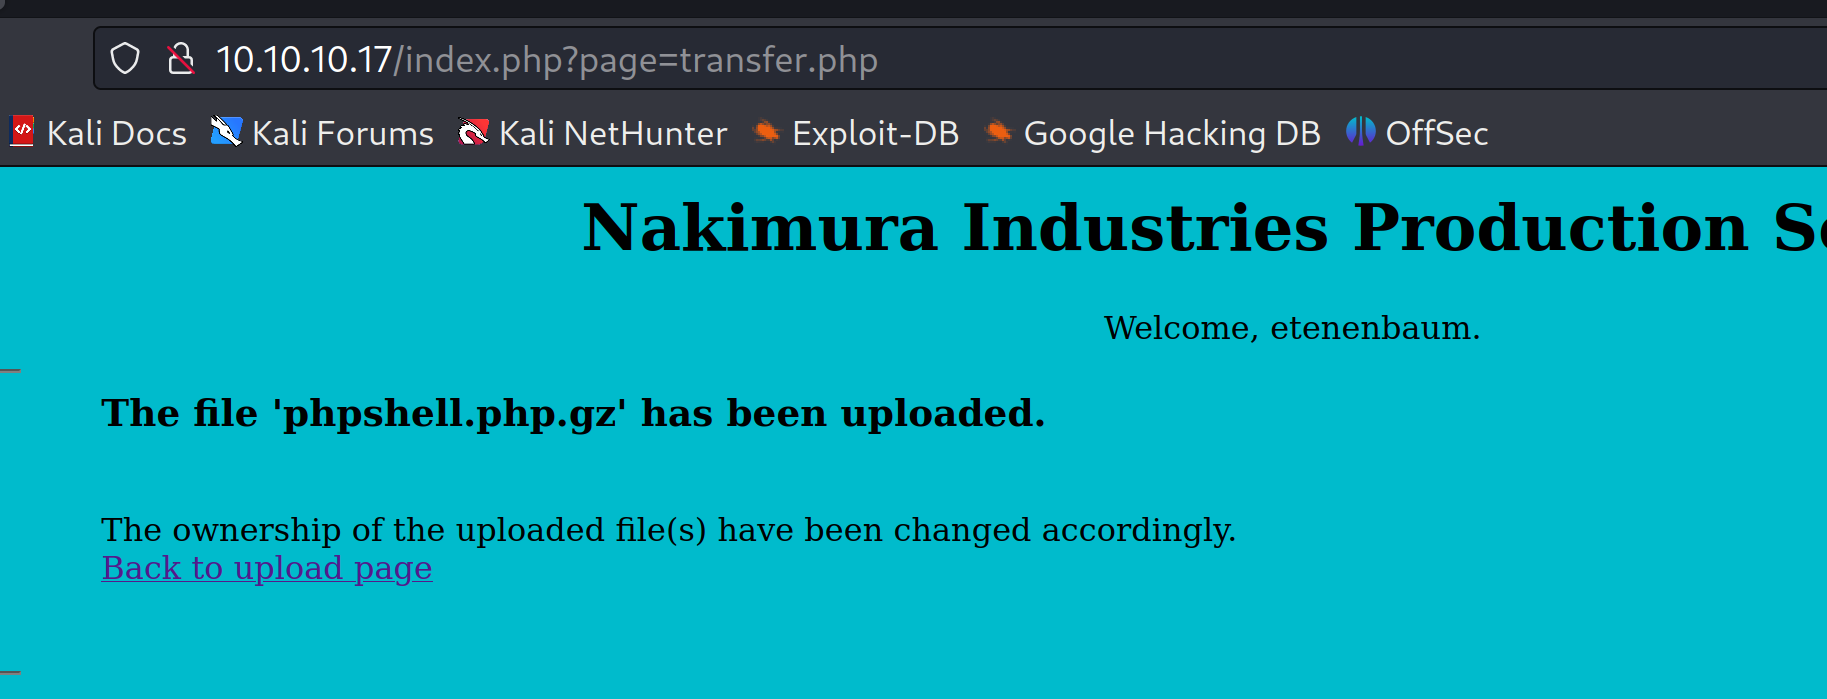 10.10.10.17/index.php?page=transfer.php
Kali Docs Kali Forums Kali NetHunter Exploit-DB Google Hacking DB OffSec
Nakimura Industries Production
Welcome, etenenbaum.
The file 'phpshell.php.gz' has been uploaded.
The ownership of the uploaded file(s) have been changed accordingly.
Back to upload page